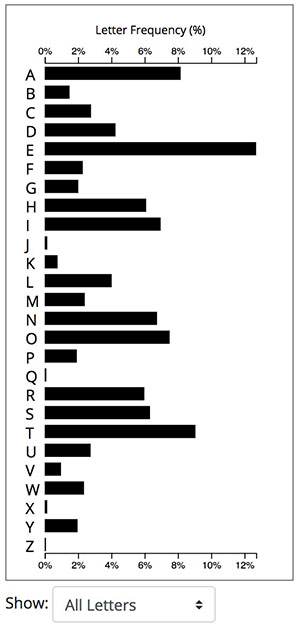 Letter Frequency (%)
0% 2% 4% 6% 8% 10% 12%
A
B
C
D
E
F
G
H
I
J
K
L
M
N
O
P
Q
R
S
T
U
V
W
X
Y
Z
0% 2% 4% 6% 8% 10% 12%
Show: All Letters